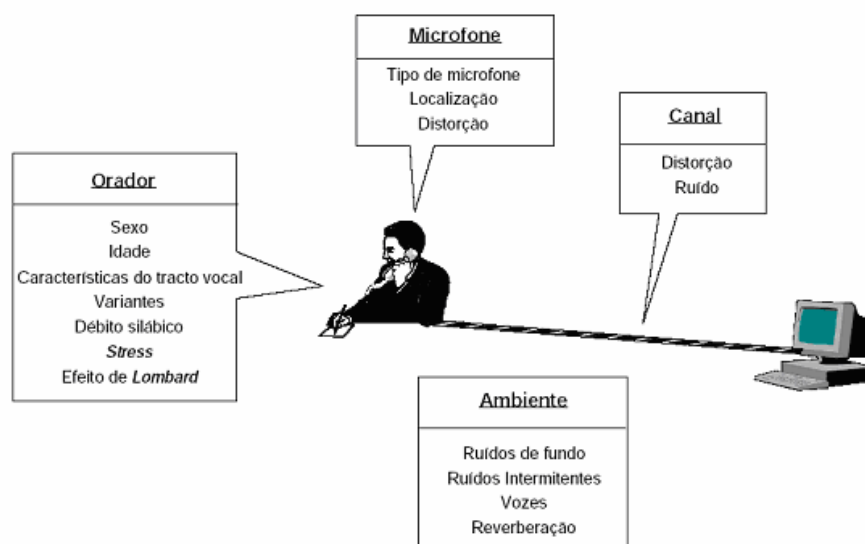 Microfone
Tipo de microfone
Localização
Distorção
Canal
Distorção
Ruído
Orador
Sexo
Idade
Características do tracto vocal
Variantes
Débito silábico
Stress
Efeito de Lombard
Ambiente
Ruídos de fundo
Ruídos Intermitentes
Vozes
Reverberação